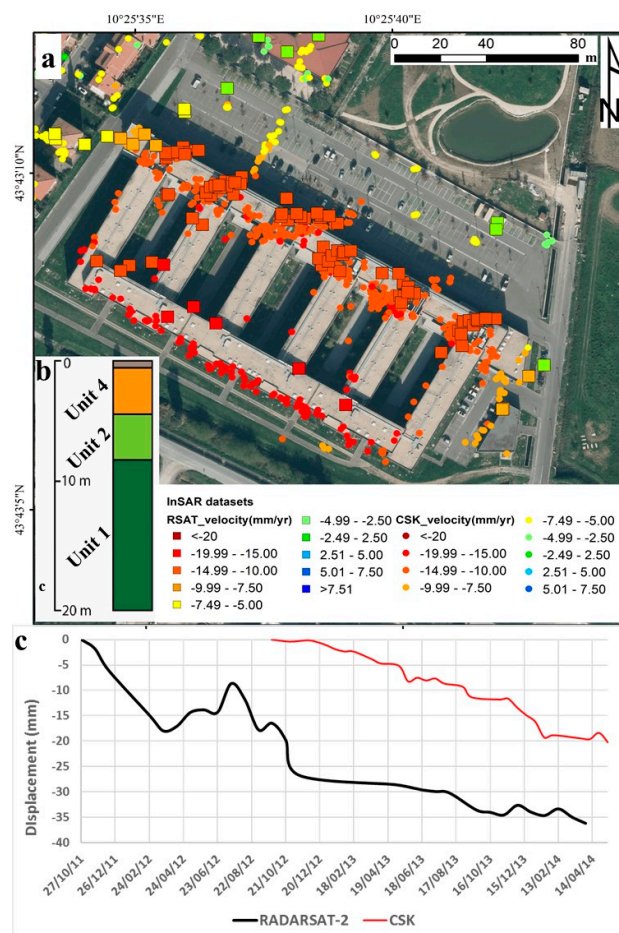 10°25'35"E 10°25'40"E
a
0 20 40 80
m
N
43°43'10"N
43°43'5"N
b
0
Unit 4
Unit 2
10 m
Unit 1
c
20 m
InSAR datasets
RSAT_velocity(mm/yr)
<-20
-19.99 - -15.00
-14.99 - -10.00
-9.99 - -7.50
-7.49 - -5.00
-4.99 - -2.50
-2.49 - 2.50
2.51 - 5.00
5.01 - 7.50
>7.51
CSK_velocity(mm/yr)
<-20
-19.99 - -15.00
-14.99 - -10.00
-9.99 - -7.50
-7.49 - -5.00
-4.99 - -2.50
-2.49 - 2.50
2.51 - 5.00
5.01 - 7.50
c
Displacement (mm)
0
-5
-10
-15
-20
-25
-30
-35
-40
27/10/11
26/12/11
24/02/12
24/04/12
23/06/12
22/08/12
21/10/12
20/12/12
18/02/13
19/04/13
18/06/13
17/08/13
16/10/13
15/12/13
13/02/14
14/04/14
RADARSAT-2 CSK